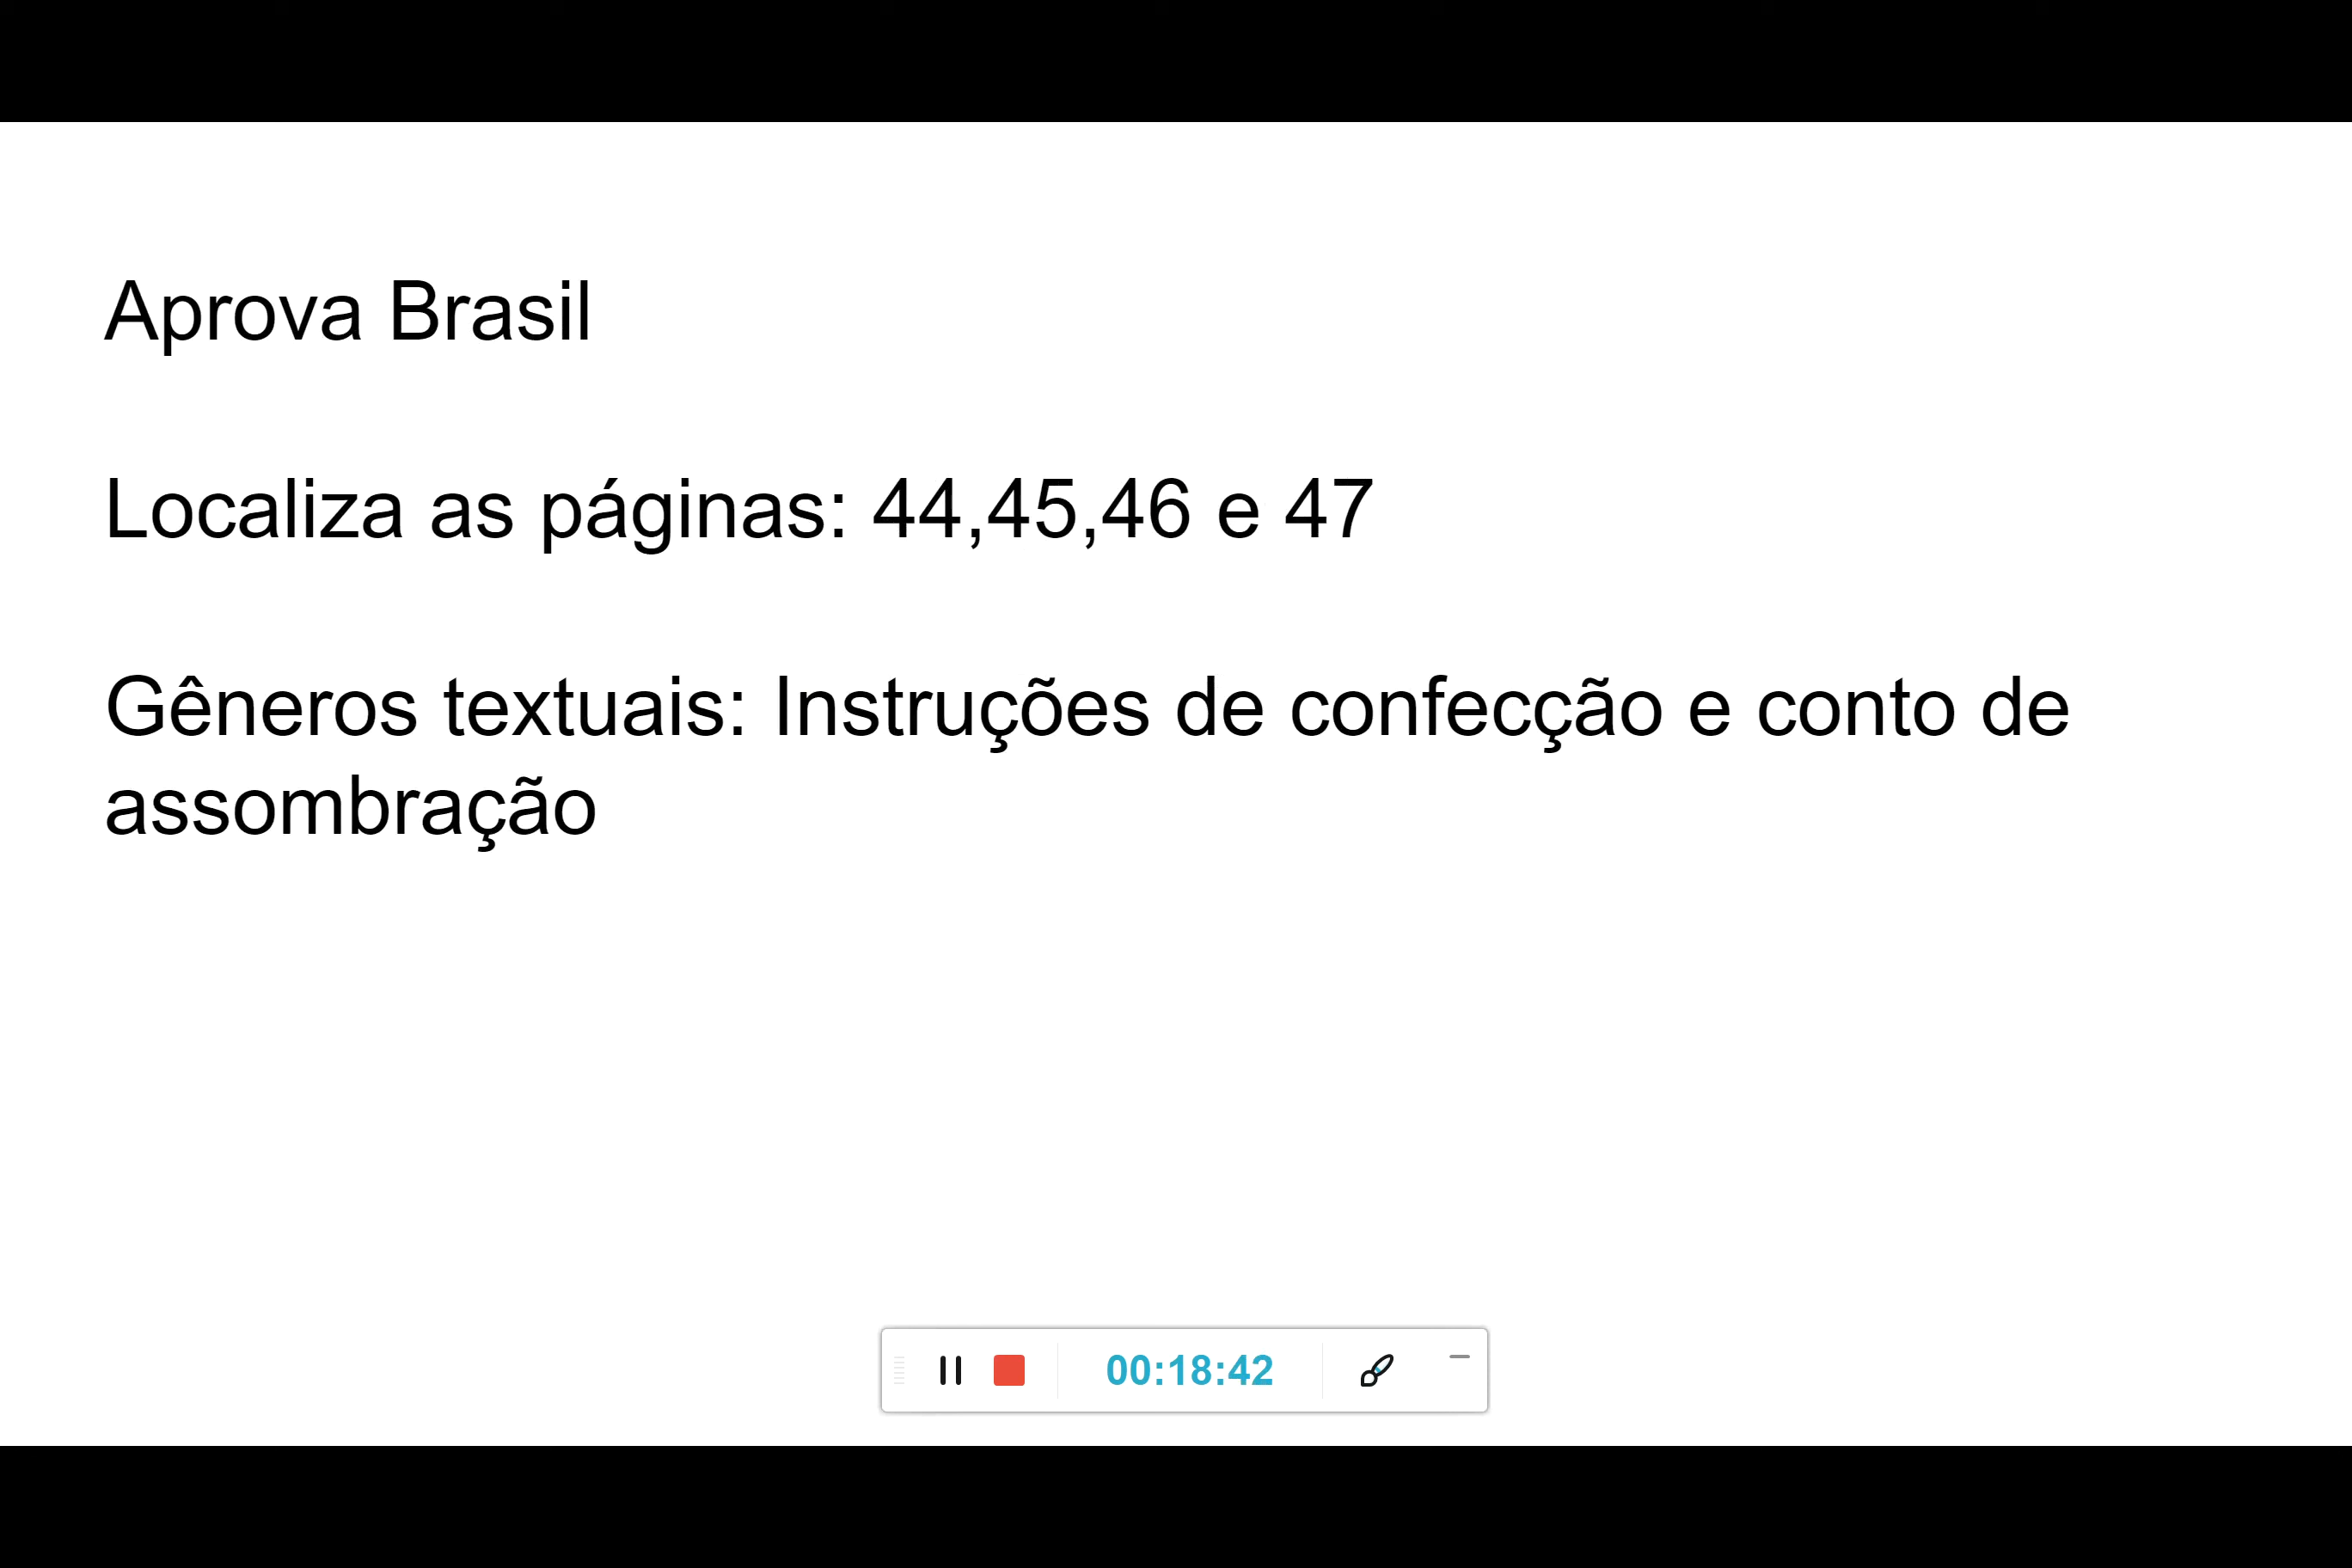 Aprova Brasil
Localiza as páginas: 44,45,46 e 47
Gêneros textuais: Instruções de confecção e conto de
assombração
00:18:42